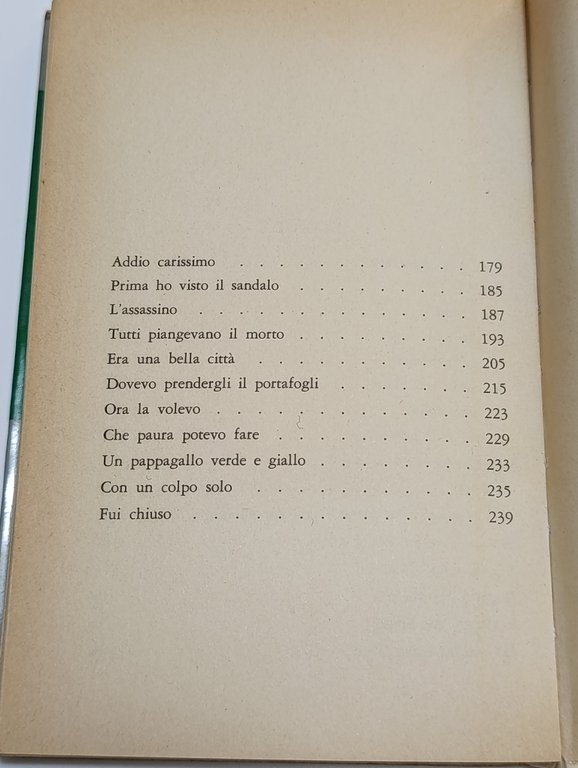 Addio carissimo . . . . . . . . . . . . 179
Prima ho visto il sandalo . . . . . . . . . 185
L'assassino . . . . . . . . . . . . . 187
Tutti piangevano il morto . . . . . . . . . 193
Era una bella città . . . . . . . . . . . 205
Dovevo prendergli il portafogli . . . . . . . 215
Ora la volevo . . . . . . . . . . . . . 223
Che paura potevo fare . . . . . . . . . . 229
Un pappagallo verde e giallo . . . . . . . . 233
Con un colpo solo . . . . . . . . . . . 235
Fui chiuso . . . . . . . . . . . . . . 239